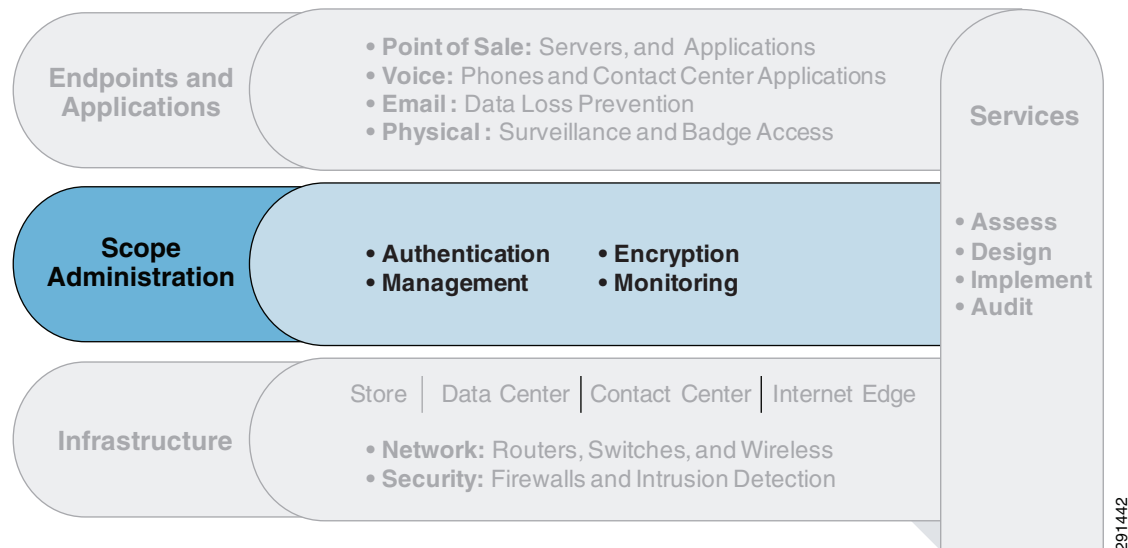 Endpoints and
Applications
• Point of Sale: Servers, and Applications
• Voice: Phones and Contact Center Applications
• Email : Data Loss Prevention
• Physical : Surveillance and Badge Access
Services
• Assess
• Design
• Implement
• Audit
Scope
Administration
• Authentication
• Management
• Encryption
• Monitoring
Infrastructure
Store | Data Center | Contact Center | Internet Edge
• Network: Routers, Switches, and Wireless
• Security: Firewalls and Intrusion Detection
291442